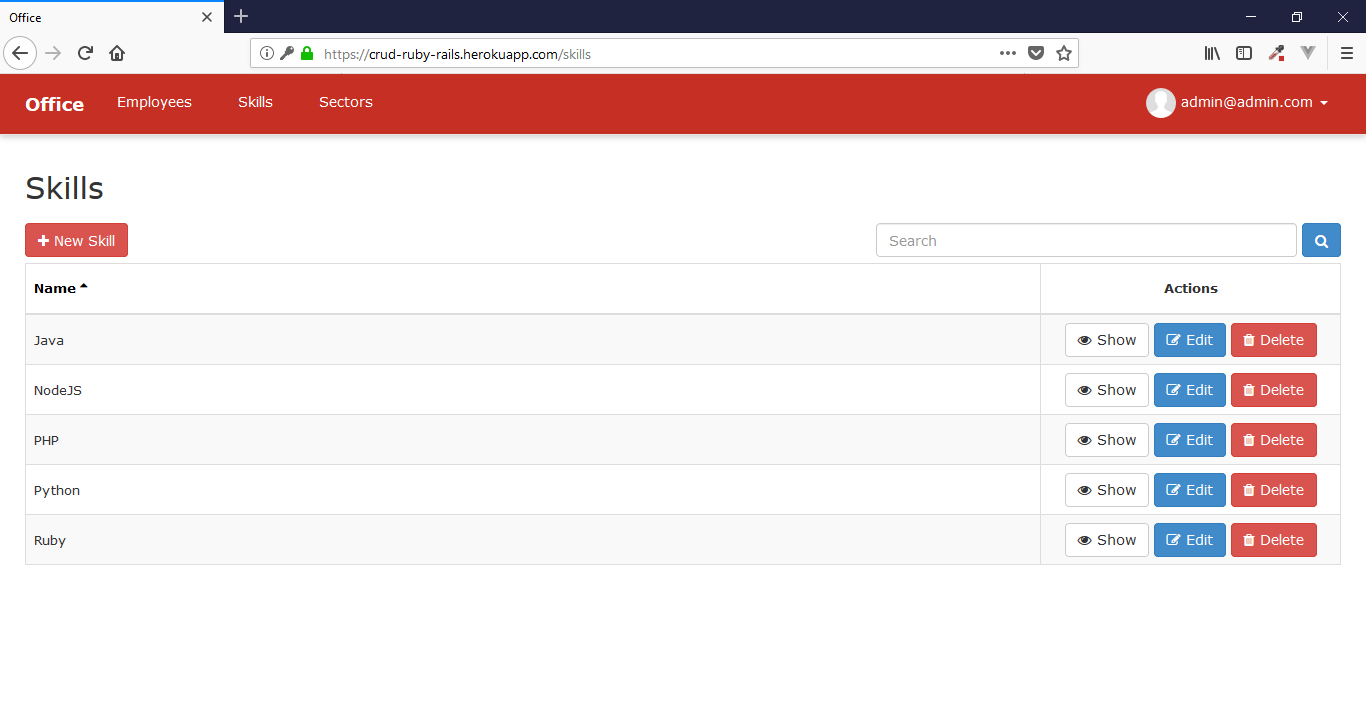 Office
https://crud-ruby-rails.herokuapp.com/skills
Office Employees Skills Sectors admin@admin.com
Skills
New Skill Search
Name Actions
Java Show Edit Delete
NodeJS Show Edit Delete
PHP Show Edit Delete
Python Show Edit Delete
Ruby Show Edit Delete